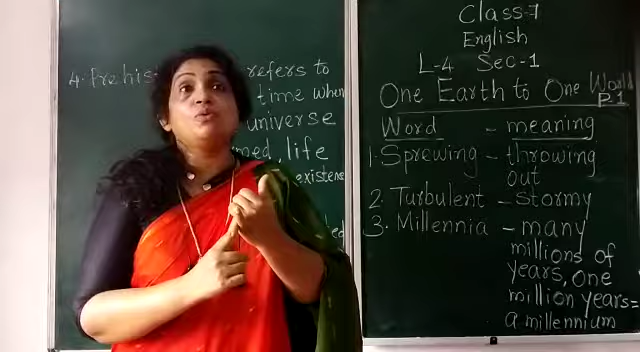 4. Prehis
refers to
time when
universe
med, life
existens
ed
Class-7
English
L-4 Sec-1
One Earth to One World
P.1
Word - meaning
1. Sprewing - throwing
out
2. Turbulent - stormy
3. Millennia - many
millions of
years, one
million years=
a millennium